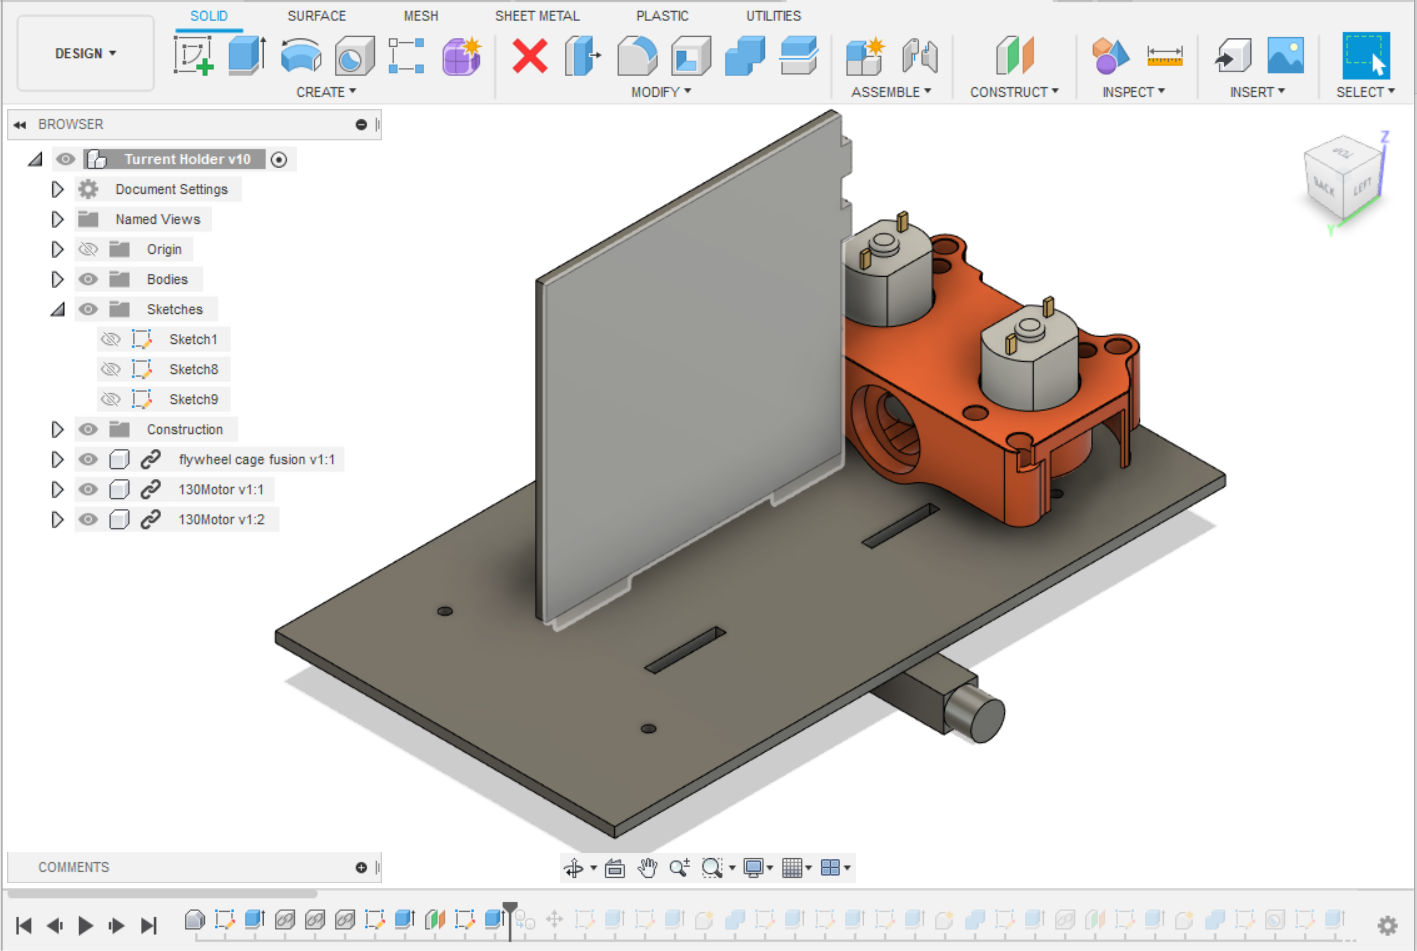 SOLID SURFACE MESH SHEET METAL PLASTIC UTILITIES
DESIGN
CREATE MODIFY ASSEMBLE CONSTRUCT INSPECT INSERT SELECT
BROWSER
Turrent Holder v10
Document Settings
Named Views
Origin
Bodies
Sketches
Sketch1
Sketch8
Sketch9
Construction
flywheel cage fusion v1:1
130Motor v1:1
130Motor v1:2
Z
TOP
BACK LEFT
Y
COMMENTS